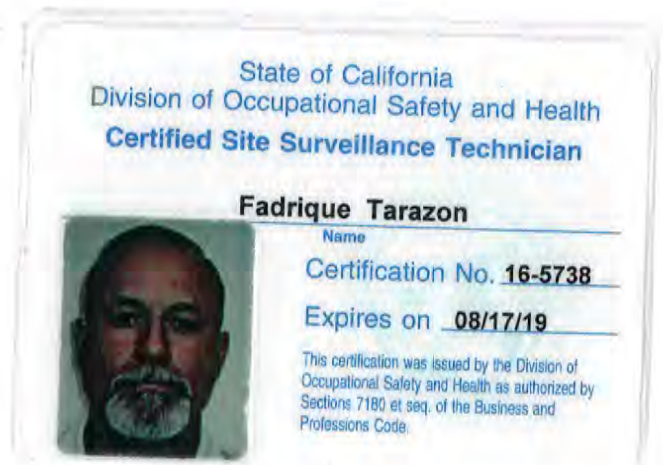 State of California
Division of Occupational Safety and Health
Certified Site Surveillance Technician
Fadrique Tarazon
Name
Certification No. 16-5738
Expires on 08/17/19
This certification was issued by the Division of
Occupational Safety and Health as authorized by
Sections 7180 et seq. of the Business and
Professions Code.